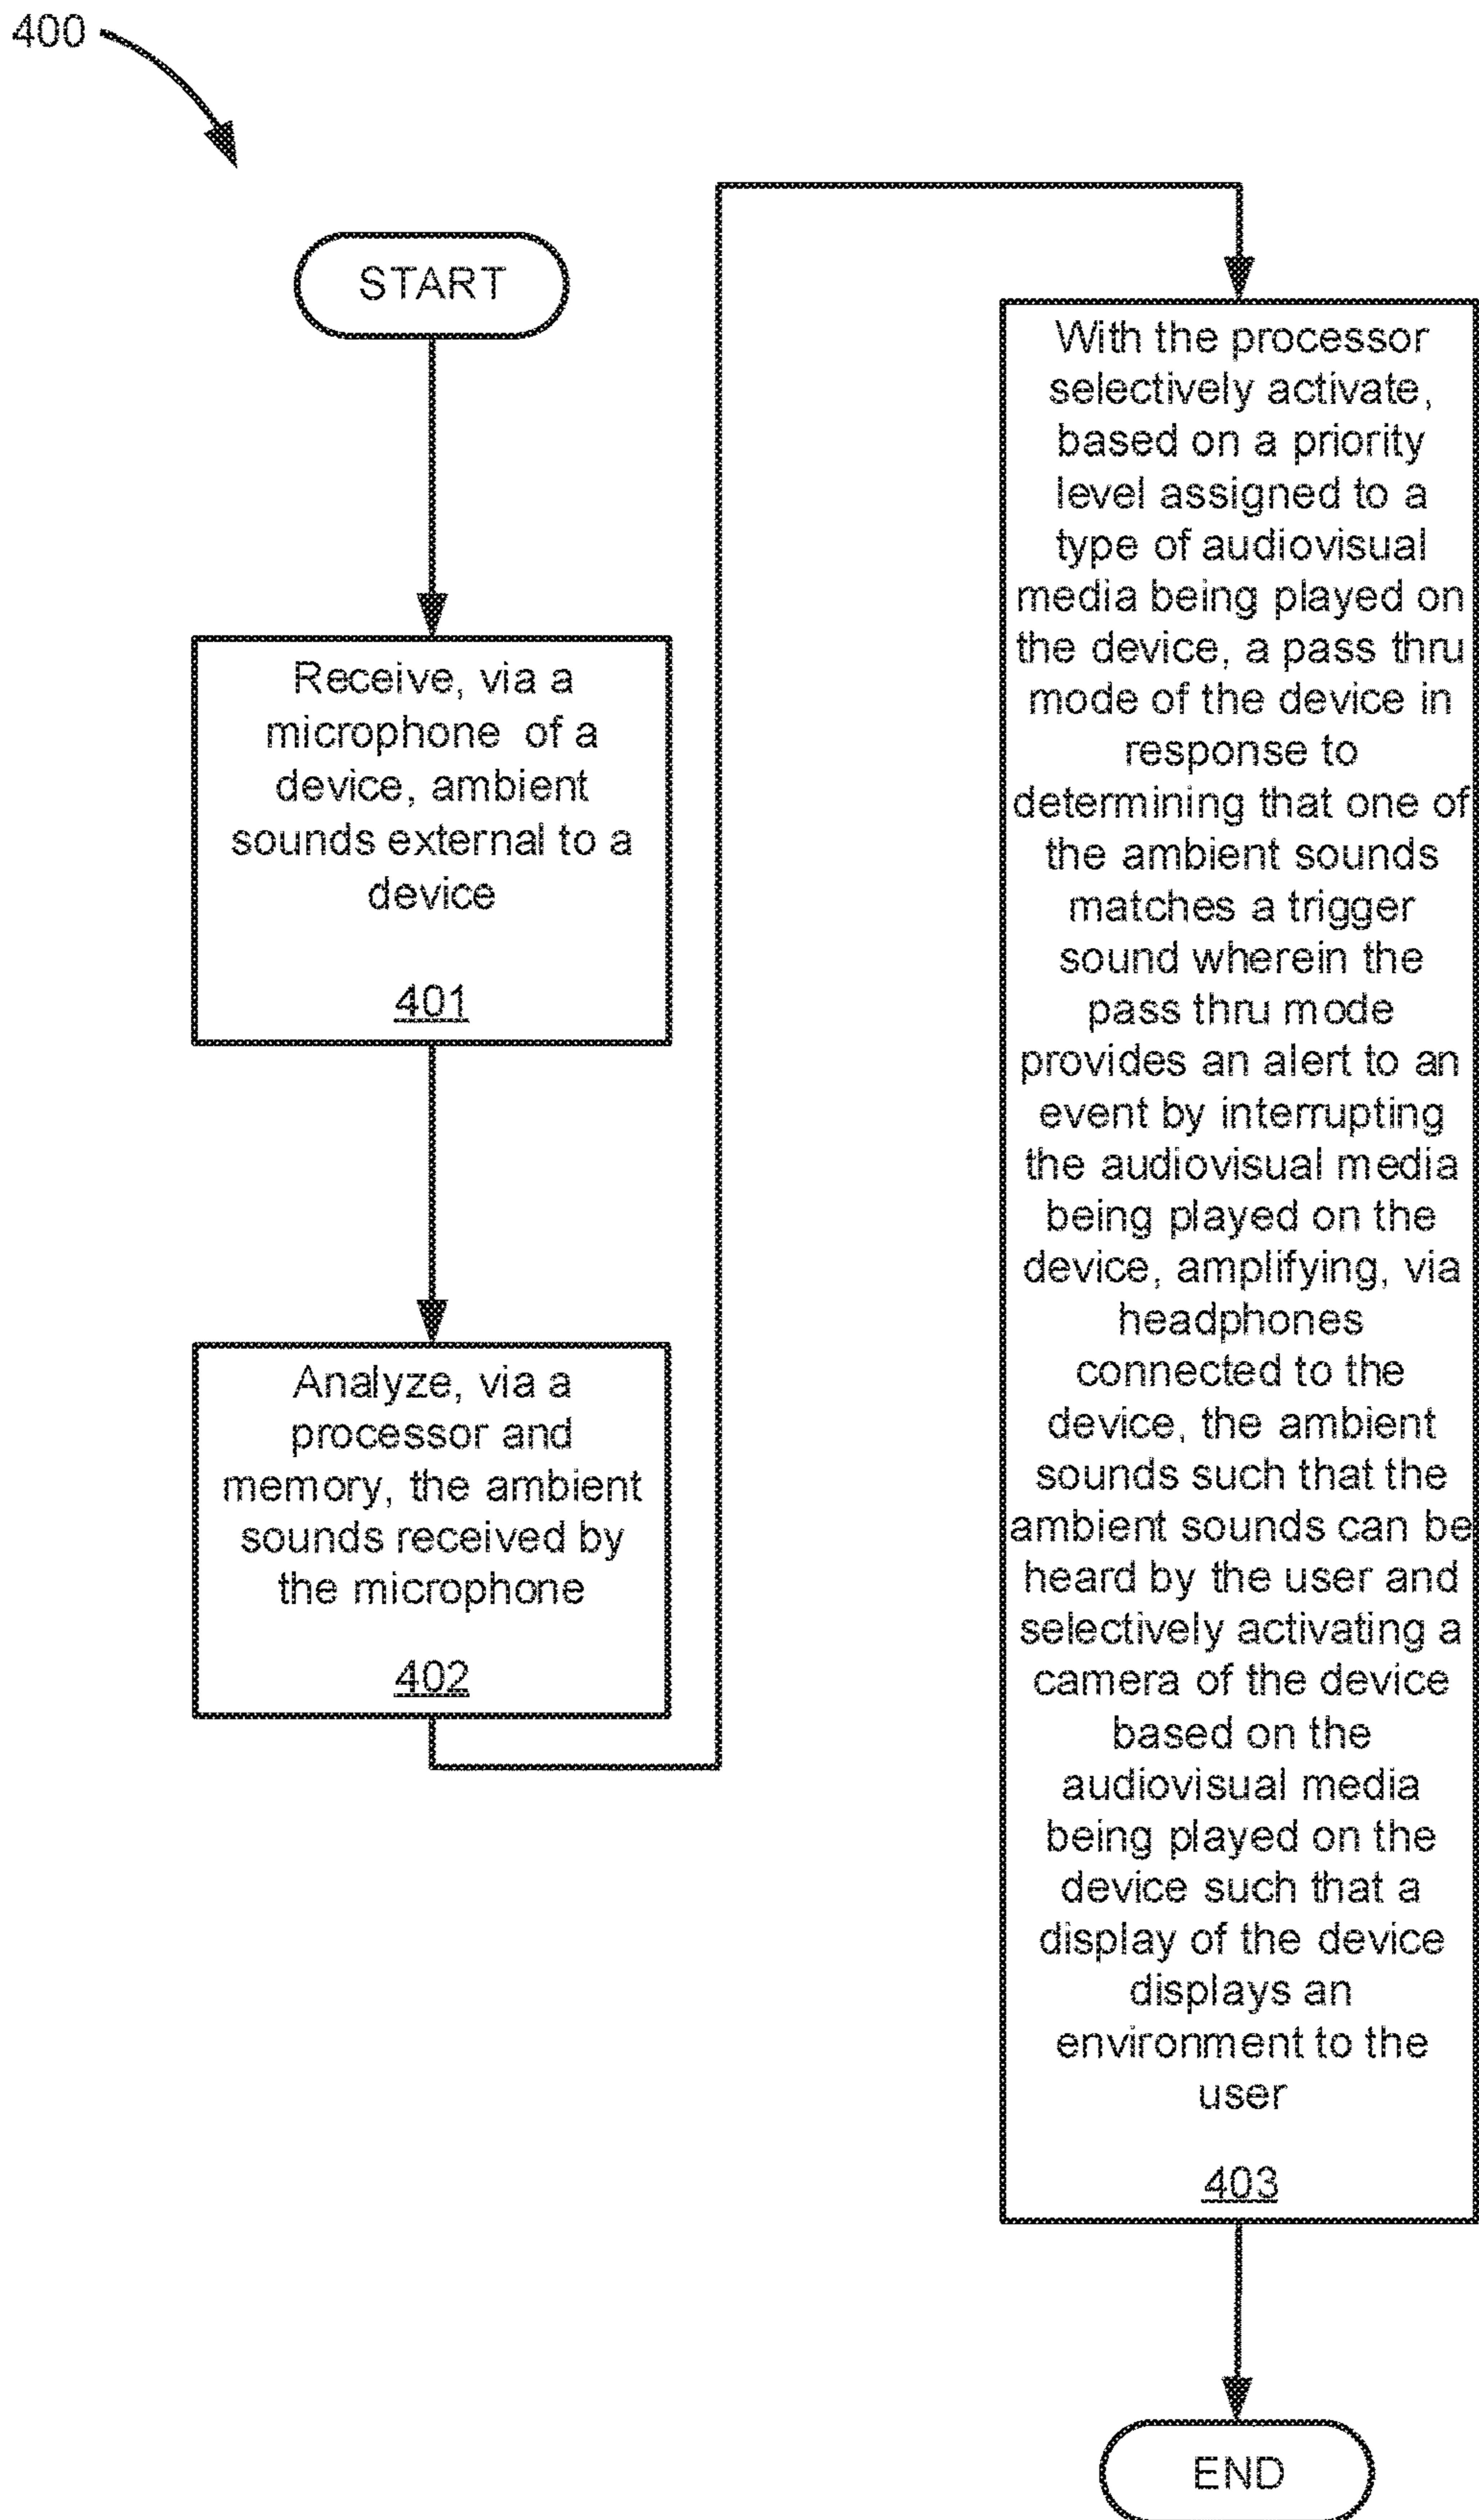 400
START
Receive, via a
microphone of a
device, ambient
sounds external to a
device
401
Analyze, via a
processor and
memory, the ambient
sounds received by
the microphone
402
With the processor
selectively activate,
based on a priority
level assigned to a
type of audiovisual
media being played on
the device, a pass thru
mode of the device in
response to
determining that one of
the ambient sounds
matches a trigger
sound wherein the
pass thru mode
provides an alert to an
event by interrupting
the audiovisual media
being played on the
device, amplifying, via
headphones
connected to the
device, the ambient
sounds such that the
ambient sounds can be
heard by the user and
selectively activating a
camera of the device
based on the
audiovisual media
being played on the
device such that a
display of the device
displays an
environment to the
user
403
END